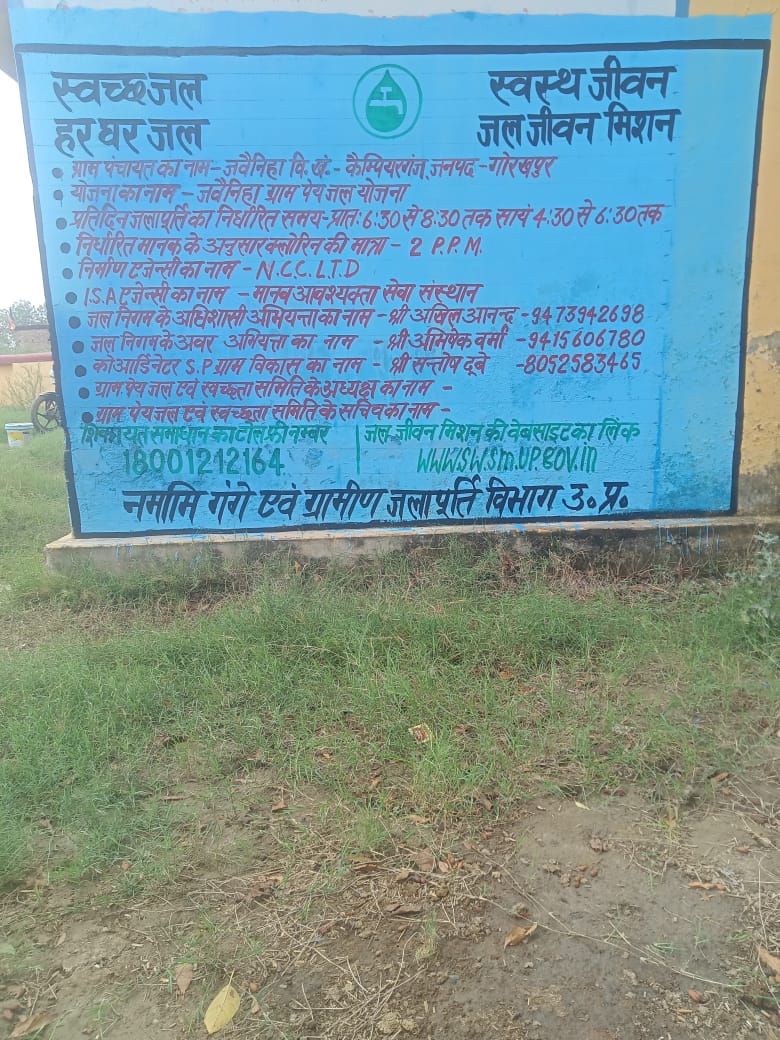 स्वच्छ जल स्वस्थ जीवन
हर घर जल जल जीवन मिशन
ग्राम पंचायत का नाम - जवैनिहा वि. खं. - कैम्पियरगंज, जनपद - गोरखपुर
योजना का नाम - जवैनिहा ग्राम पेय जल योजना
प्रतिदिन जलापूर्ति का निर्धारित समय - प्रात: 6:30 से 8:30 तक सायं 4:30 से 6:30 तक
निर्धारित मानक के अनुसार क्लोरिन की मात्रा - 2 P.P.M.
निर्माण एजेन्सी का नाम - N.C.C.L.T.D
I.S.A एजेन्सी का नाम - मानव आवश्यक्ता सेवा संस्थान
जल निगम के अधिशासी अभियन्ता का नाम - श्री अखिल आनन्द - 9473942698
जल निगम के अवर अभियन्ता का नाम - श्री अभिषेक वर्मा - 9415606780
कोआर्डिनेटर S.P. ग्राम विकास का नाम - श्री सन्तोष दूबे - 8052583465
ग्राम पेय जल एवं स्वच्छता समिति के अध्यक्ष का नाम -
ग्राम पेय जल एवं स्वच्छता समिति के सचिव का नाम -
शिकायत समाधान का टोल फ्री नम्बर जल जीवन मिशन की वेबसाइट का लिंक
18001212164 WWW.SWSM.UP.GOV.in
नमामि गंगे एवं ग्रामीण जलापूर्ति विभाग उ. प्र.